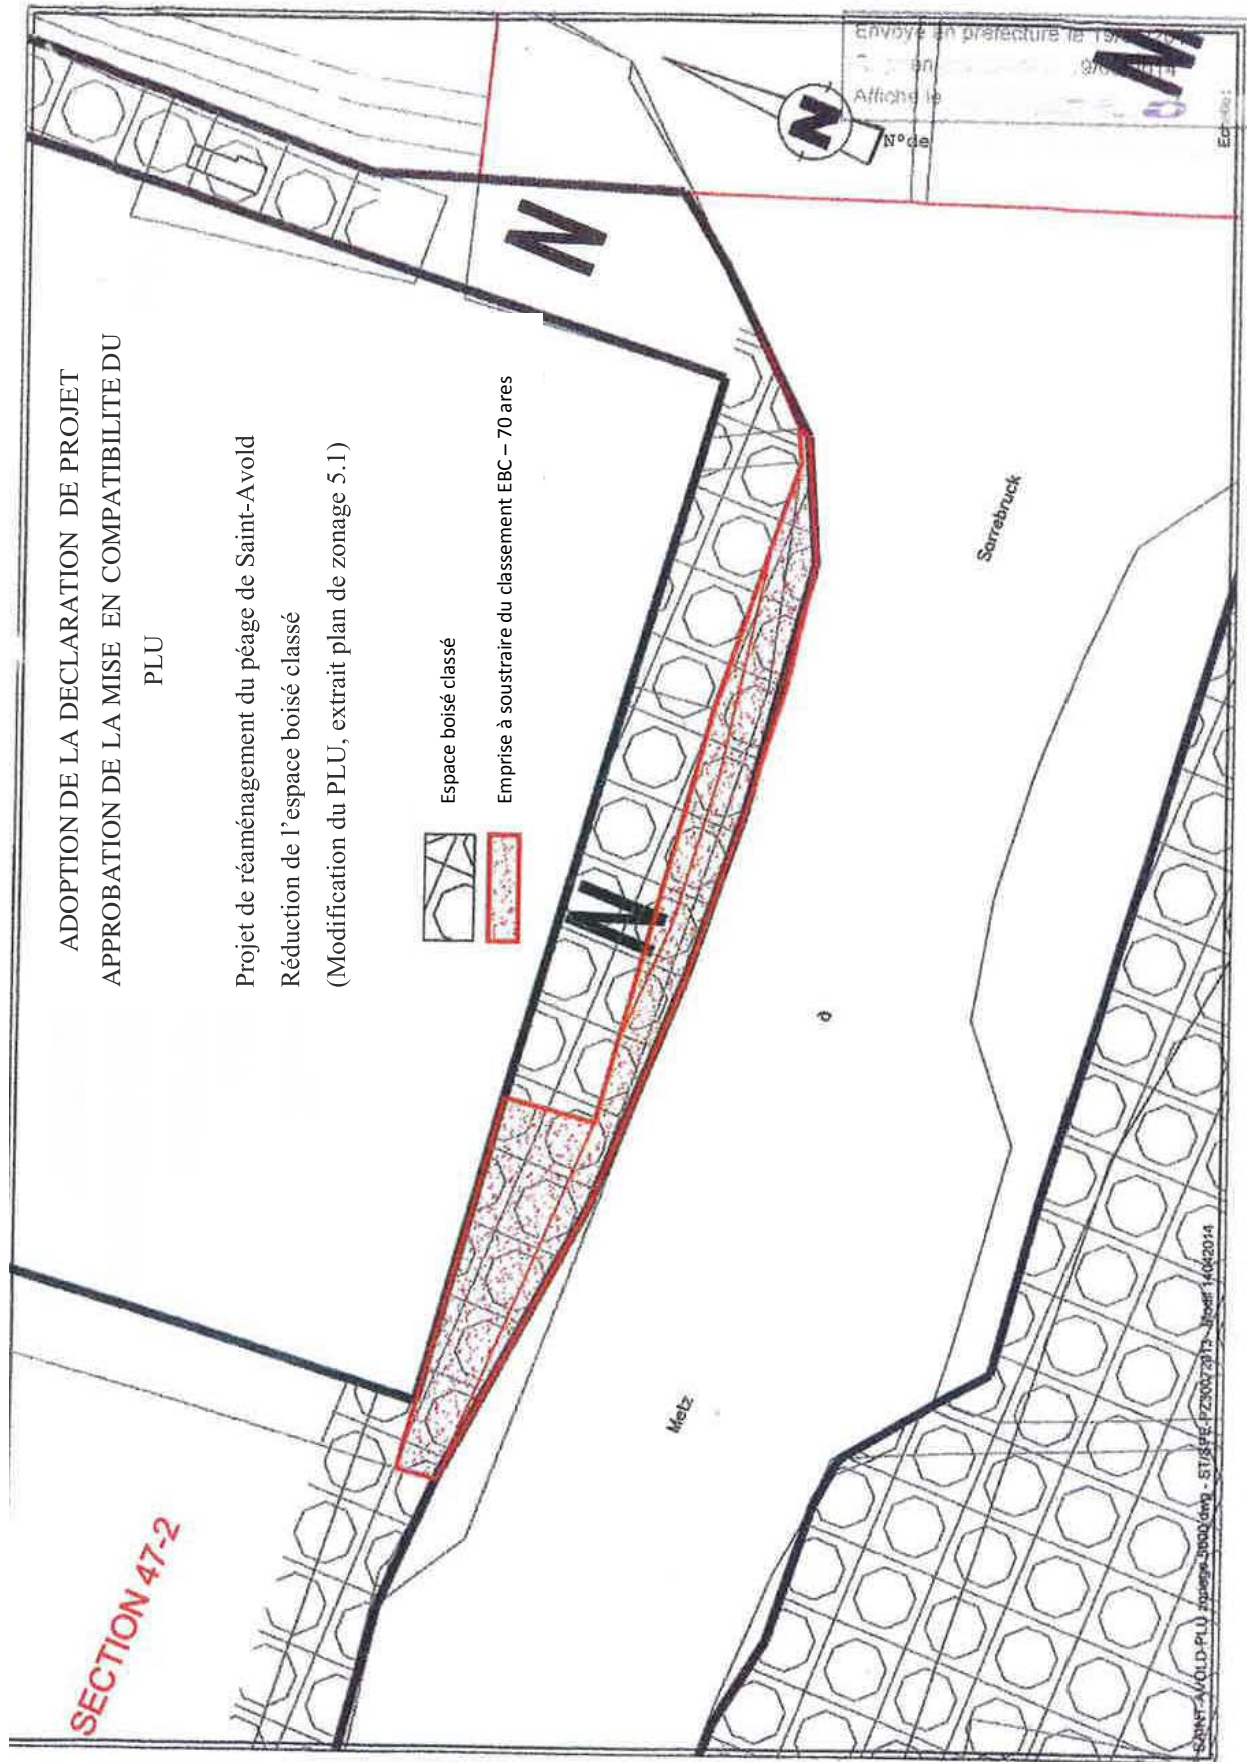 ADOPTION DE LA DECLARATION DE PROJET
APPROBATION DE LA MISE EN COMPATIBILITE DU
PLU
Projet de réaménagement du péage de Saint-Avold
Réduction de l'espace boisé classé
(Modification du PLU, extrait plan de zonage 5.1)
Espace boisé classé
Emprise à soustraire du classement EBC – 70 ares
SECTION 47-2
N
N
N
N
Metz
à
Sarrebruck
Envoyé en préfecture le
Affiché le
N° de